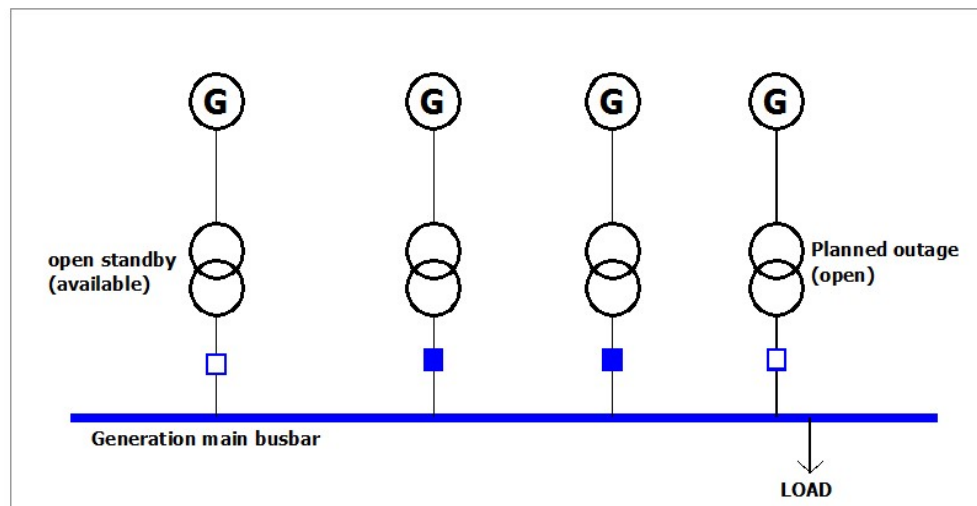 G G G G
open standby
(available)
Planned outage
(open)
Generation main busbar
LOAD